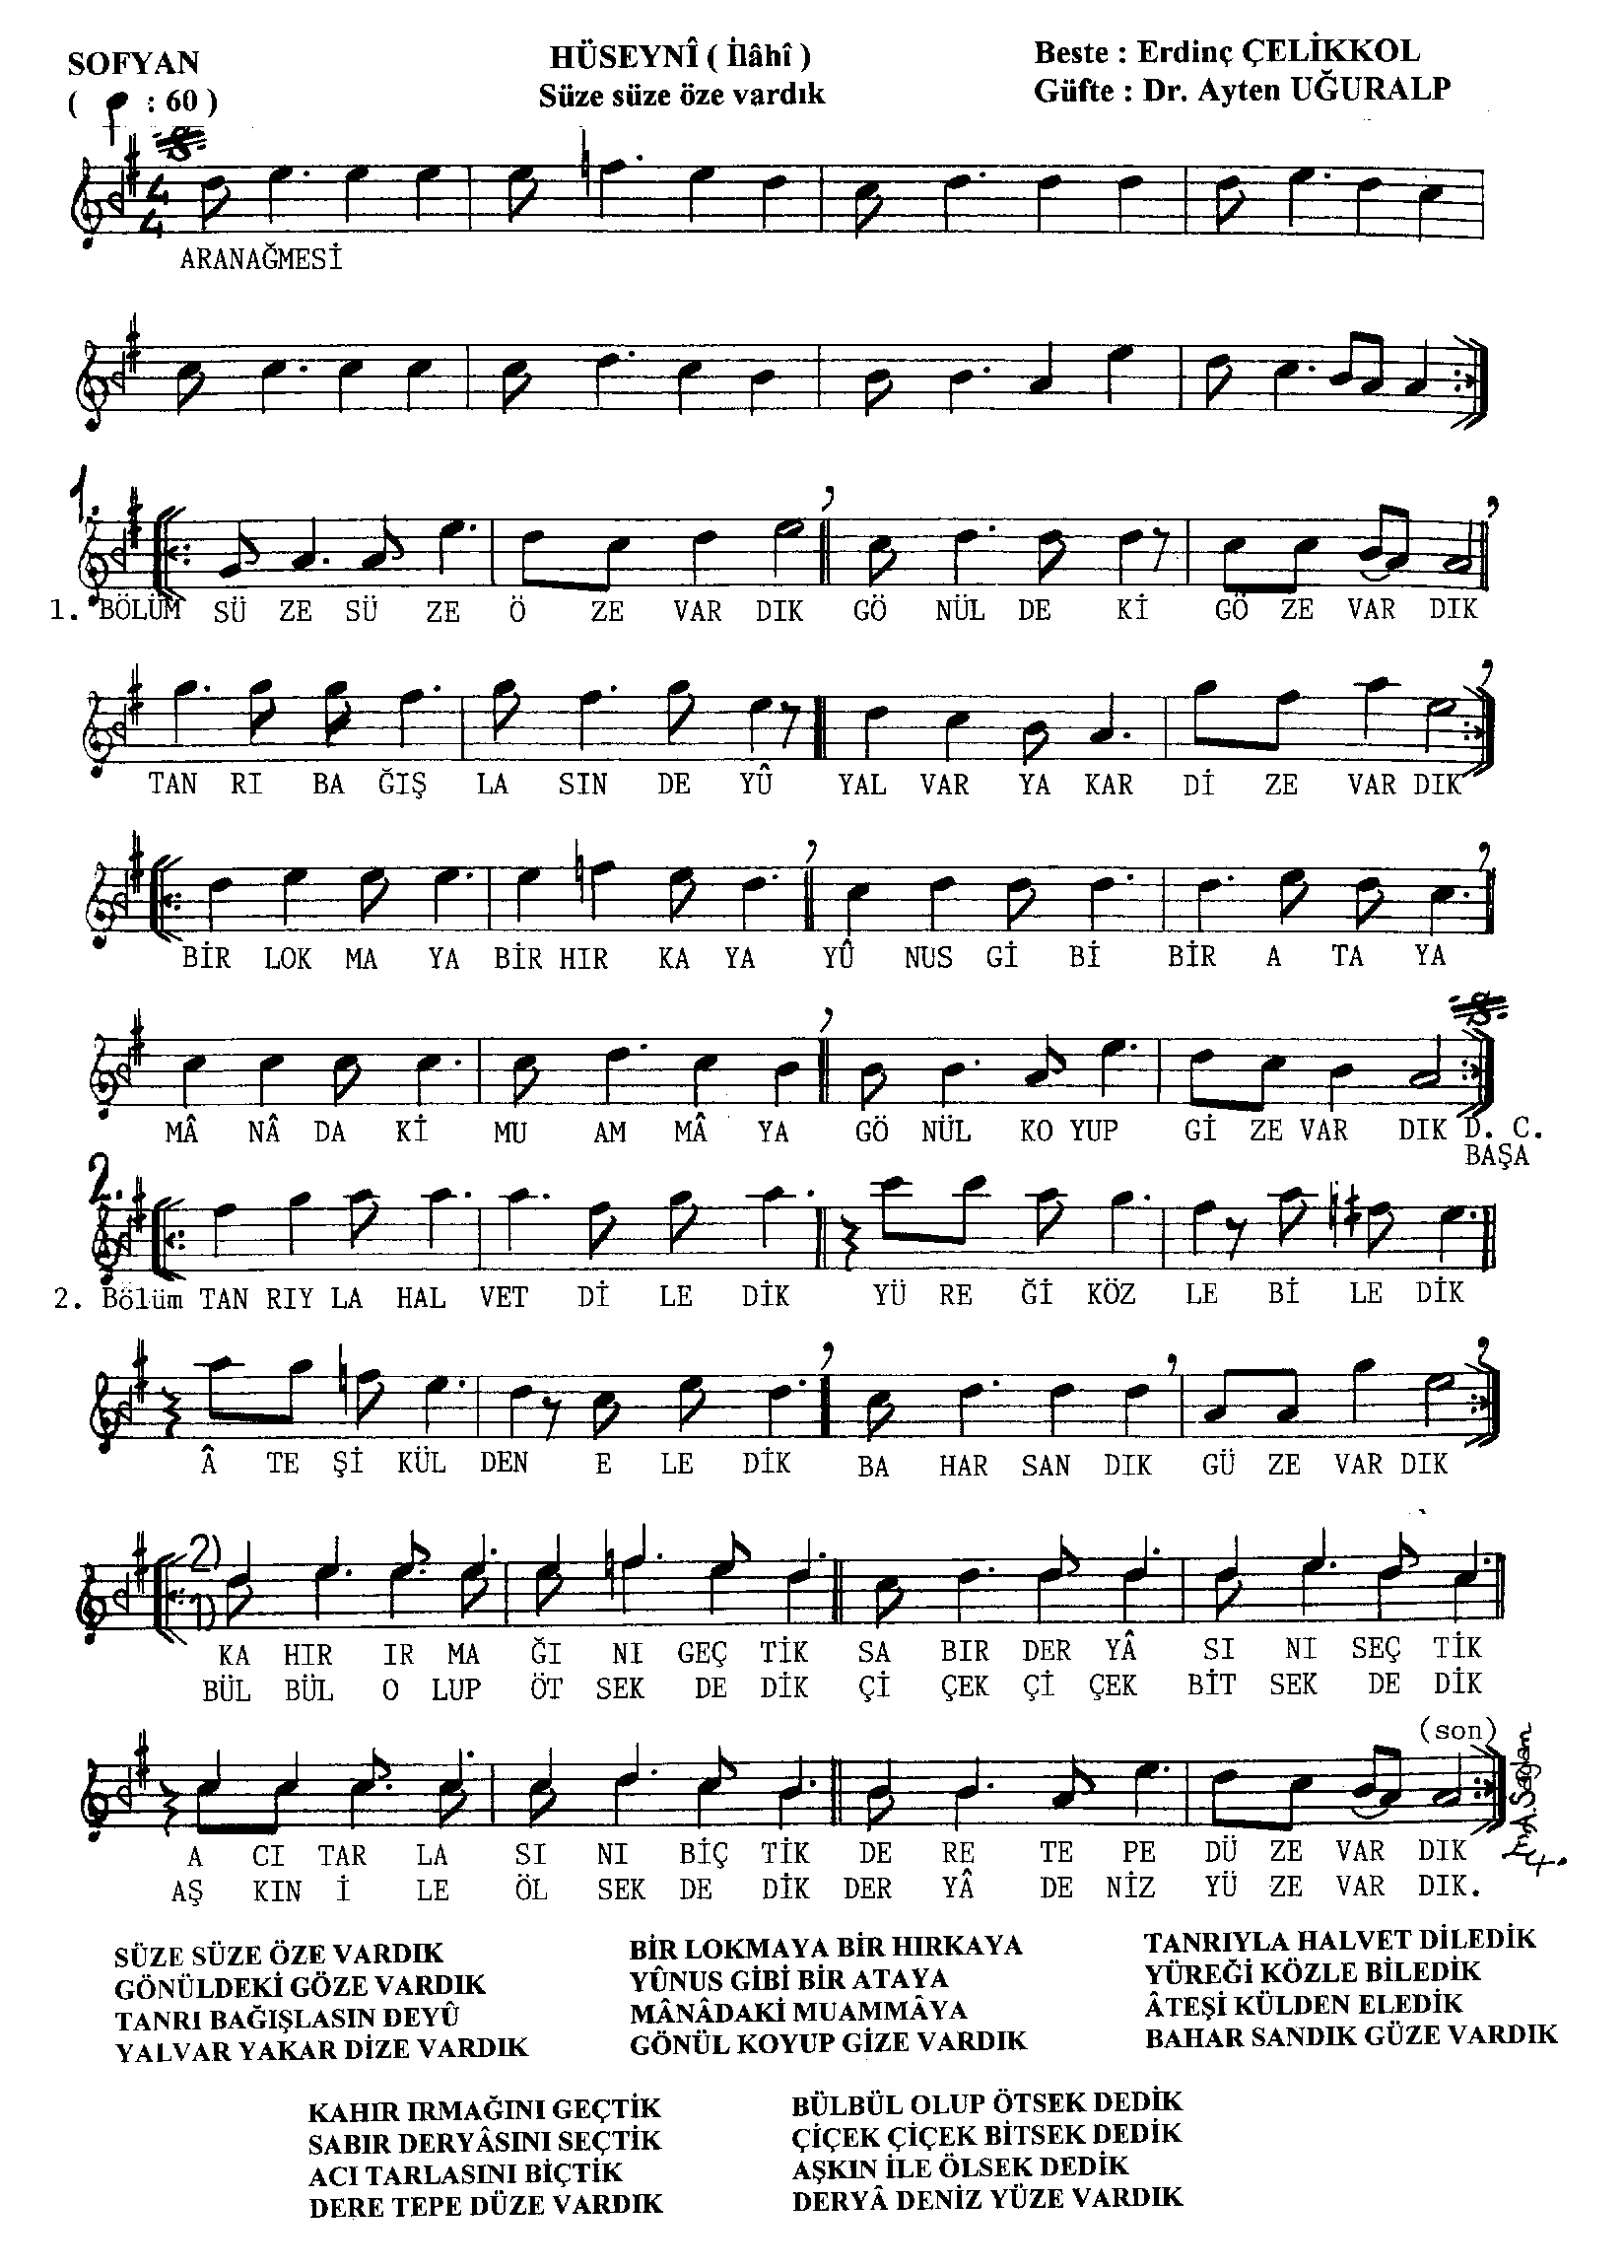 SOFYAN
( : 60 )
HÜSEYNÎ ( İlâhî )
Süze süze öze vardık
Beste : Erdinç ÇELİKKOL
Güfte : Dr. Ayten UĞURALP
4
4
ARANAĞMESİ
1.
1. BÖLÜM SÜ ZE SÜ ZE Ö ZE VAR DIK GÖ NÜL DE Kİ GÖ ZE VAR DIK
TAN RI BA ĞIŞ LA SIN DE YÛ YAL VAR YA KAR Dİ ZE VAR DIK
BİR LOK MA YA BİR HIR KA YA YÛ NUS Gİ Bİ BİR A TA YA
MÂ NÂ DA Kİ MU AM MÂ YA GÖ NÜL KO YUP Gİ ZE VAR DIK D. C.
BAŞA
2.
2. Bölüm TAN RIY LA HAL VET Dİ LE DİK YÜ RE Ğİ KÖZ LE Bİ LE DİK
Â TE Şİ KÜL DEN E LE DİK BA HAR SAN DIK GÜ ZE VAR DIK
2)
1)
KA HIR IR MA ĞI NI GEÇ TİK SA BIR DER YÂ SI NI SEÇ TİK
BÜL BÜL O LUP ÖT SEK DE DİK Çİ ÇEK Çİ ÇEK BİT SEK DE DİK
(son)
A CI TAR LA SI NI BİÇ TİK DE RE TE PE DÜ ZE VAR DIK
AŞ KIN İ LE ÖL SEK DE DİK DER YÂ DE NİZ YÜ ZE VAR DIK.
SÜZE SÜZE ÖZE VARDIK
GÖNÜLDEKİ GÖZE VARDIK
TANRI BAĞIŞLASIN DEYÛ
YALVAR YAKAR DİZE VARDIK
BİR LOKMAYA BİR HIRKAYA
YÛNUS GİBİ BİR ATAYA
MÂNÂDAKİ MUAMMÂYA
GÖNÜL KOYUP GİZE VARDIK
TANRIYLA HALVET DİLEDİK
YÜREĞİ KÖZLE BİLEDİK
ÂTEŞİ KÜLDEN ELEDİK
BAHAR SANDIK GÜZE VARDIK
KAHIR IRMAĞINI GEÇTİK
SABIR DERYÂSINI SEÇTİK
ACI TARLASINI BİÇTİK
DERE TEPE DÜZE VARDIK
BÜLBÜL OLUP ÖTSEK DEDİK
ÇİÇEK ÇİÇEK BİTSEK DEDİK
AŞKIN İLE ÖLSEK DEDİK
DERYÂ DENİZ YÜZE VARDIK